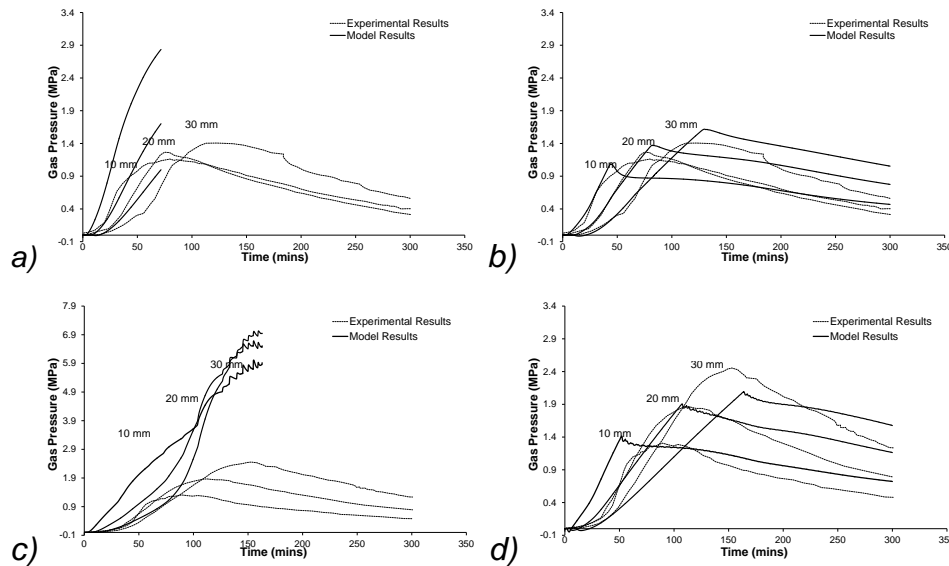 3.4
2.9
2.4
1.9
1.4
0.9
0.4
-0.1
Gas Pressure (MPa)
Experimental Results
Model Results
30 mm
20 mm
10 mm
0 50 100 150 200 250 300 350
Time (mins)
a)
3.4
2.9
2.4
1.9
1.4
0.9
0.4
-0.1
Gas Pressure (MPa)
Experimental Results
Model Results
30 mm
20 mm
10 mm
0 50 100 150 200 250 300 350
Time (mins)
b)
7.9
6.9
5.9
4.9
3.9
2.9
1.9
0.9
-0.1
Gas Pressure (MPa)
Experimental Results
Model Results
30 mm
20 mm
10 mm
0 50 100 150 200 250 300 350
Time (mins)
c)
3.4
2.9
2.4
1.9
1.4
0.9
0.4
-0.1
Gas Pressure (MPa)
Experimental Results
Model Results
30 mm
20 mm
10 mm
0 50 100 150 200 250 300 350
Time (mins)
d)